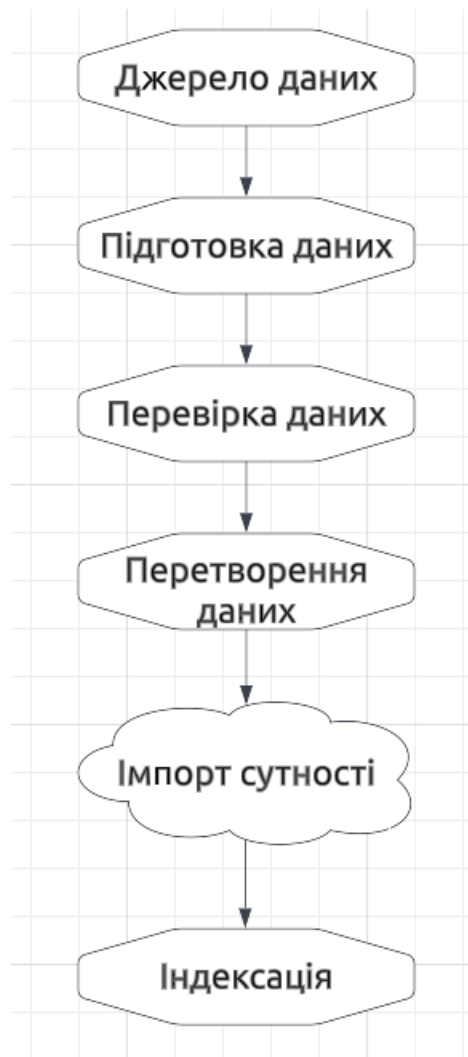 Джерело даних
Підготовка даних
Перевірка даних
Перетворення
даних
Імпорт сутності
Індексація